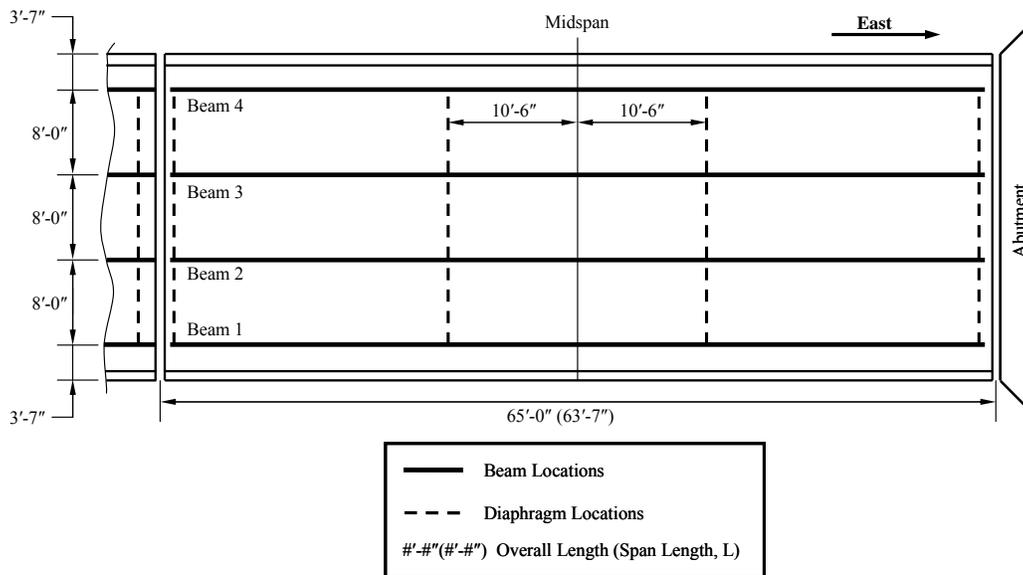 3′-7″
Midspan
East
Beam 4
10′-6″
10′-6″
8′-0″
Beam 3
8′-0″
Beam 2
8′-0″
Beam 1
Abutment
3′-7″
65′-0″ (63′-7″)
Beam Locations
Diaphragm Locations
#′-#″(#′-#″) Overall Length (Span Length, L)